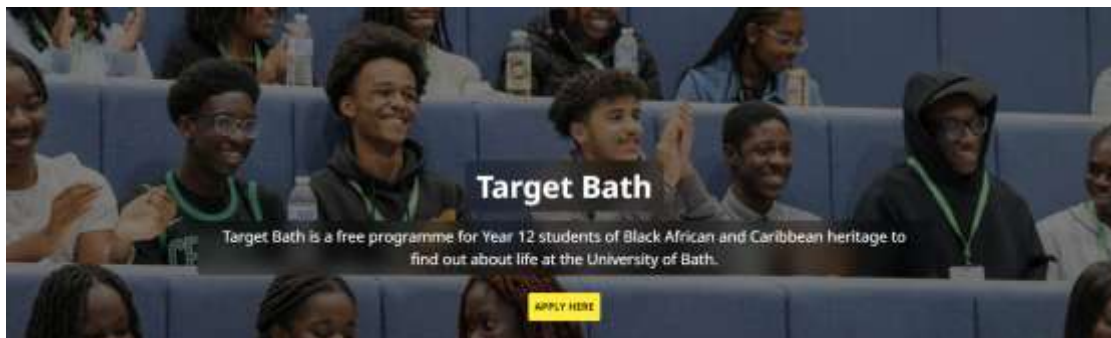 Target Bath
Target Bath is a free programme for Year 12 students of Black African and Caribbean heritage to
find out about life at the University of Bath.
APPLY HERE